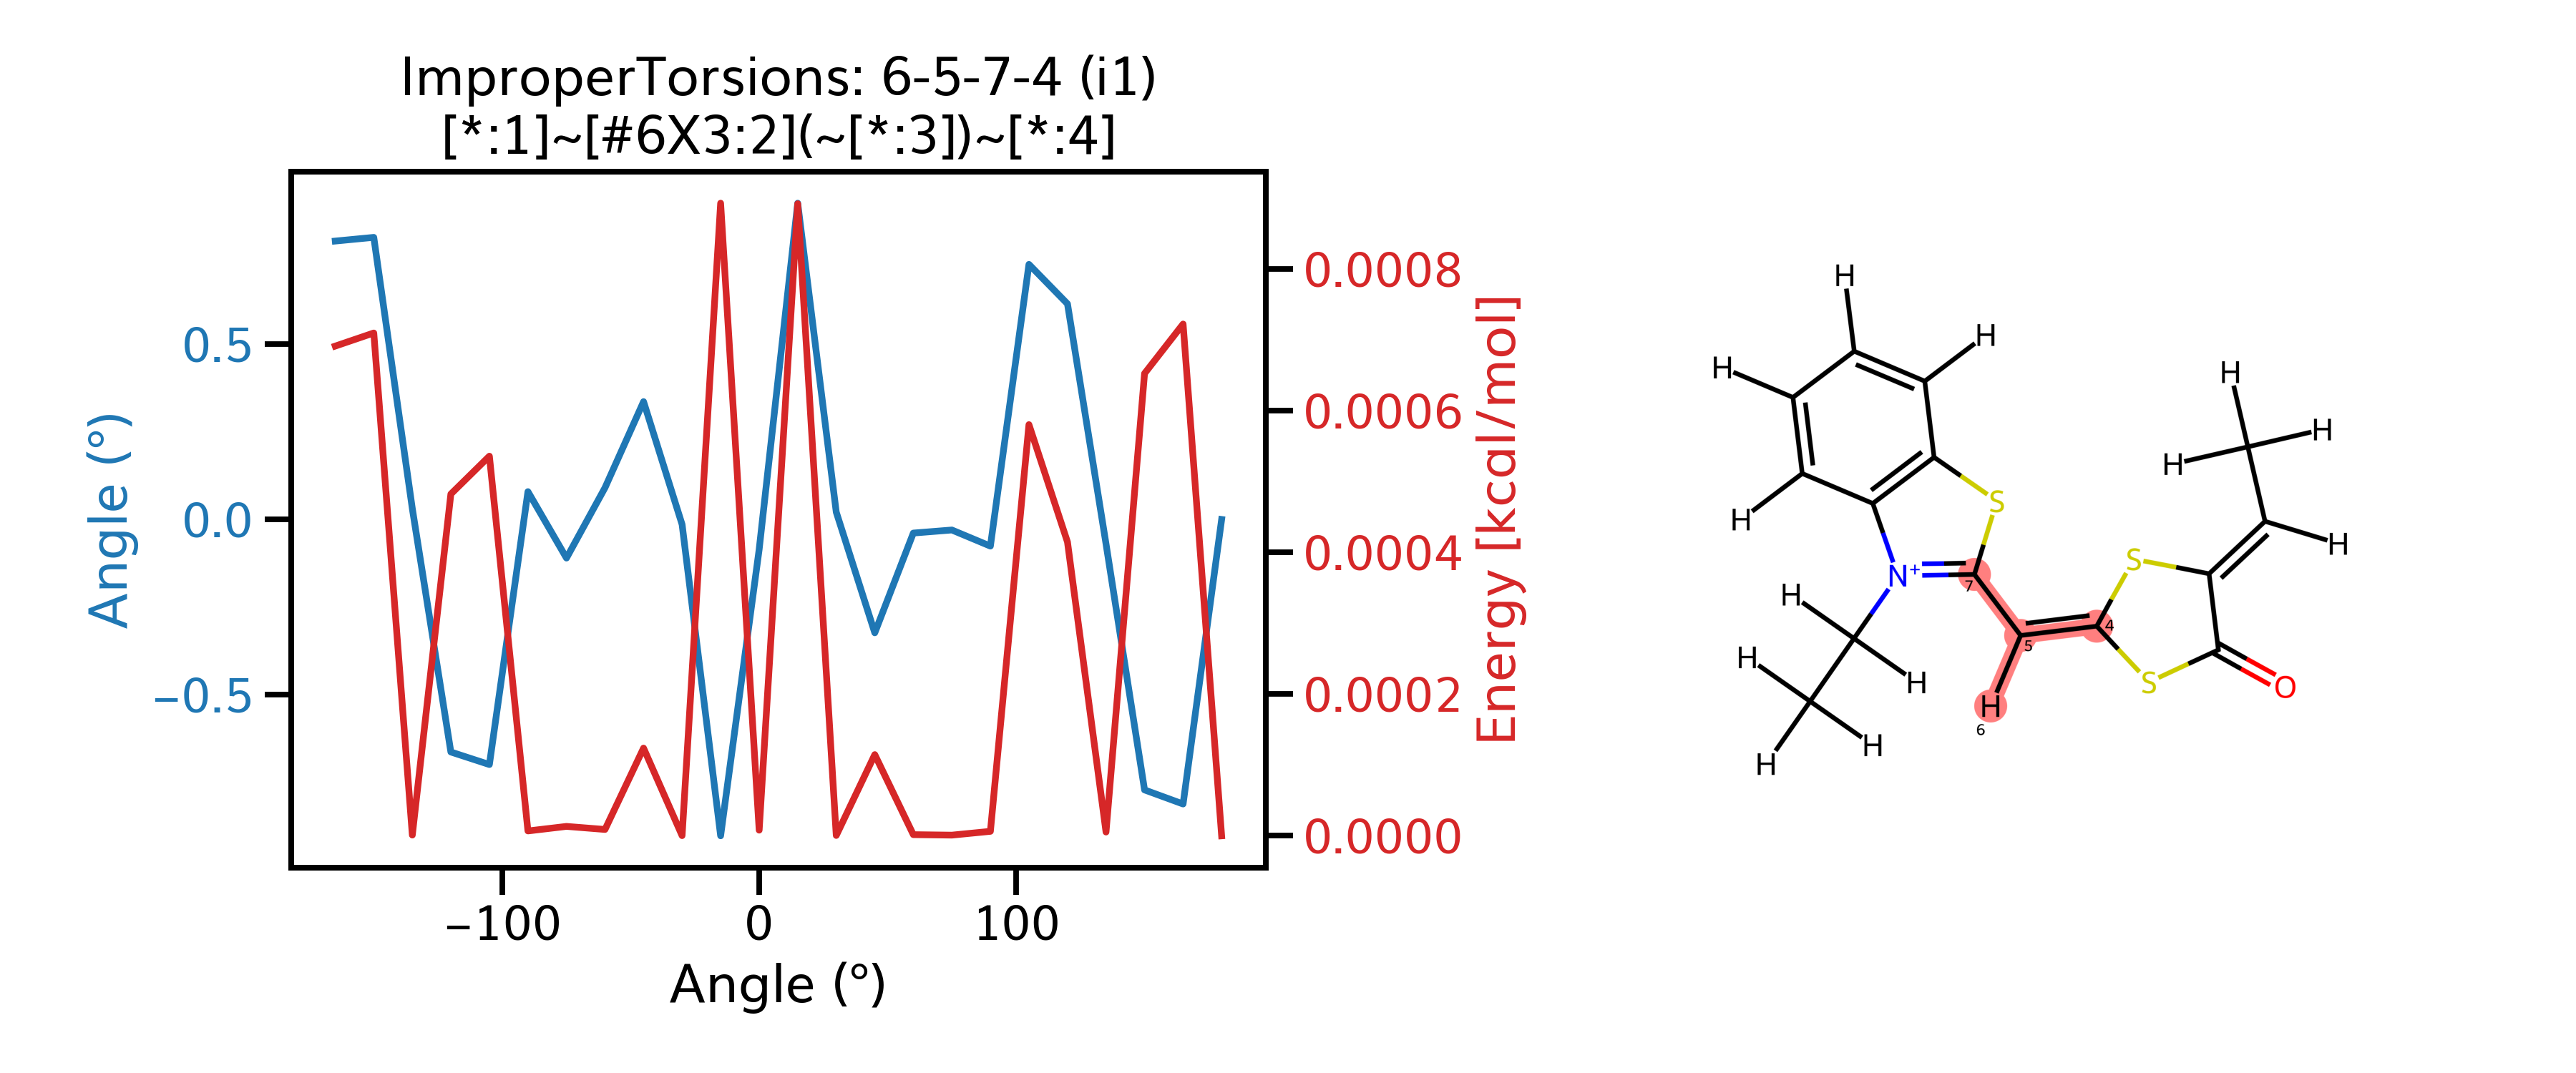 ImproperTorsions: 6-5-7-4 (i1)
[*:1]~[#6X3:2](~[*:3])~[*:4]
Angle (°)
0.5
0.0
−0.5
0.0008
0.0006
0.0004
0.0002
0.0000
Energy [kcal/mol]
−100
0
100
Angle (°)
H
H
H
H
H
H
H
S
H
S
N+
7
H
4
5
H
H
S
O
H
6
H
H